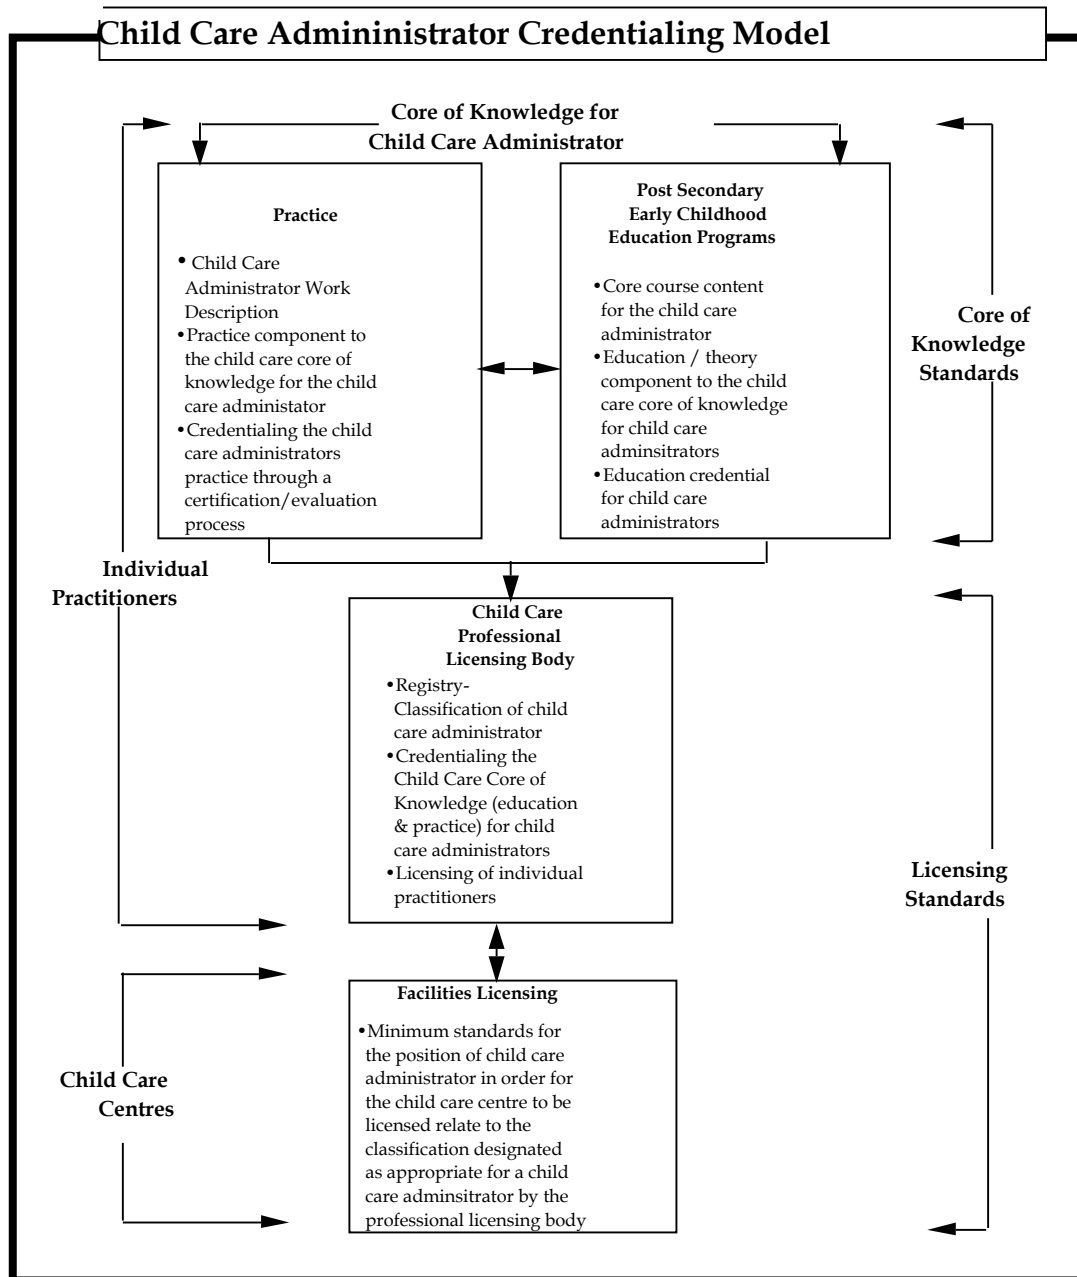 Child Care Admininistrator Credentialing Model
Core of Knowledge for
Child Care Administrator
Practice
• Child Care
Administrator Work
Description
•Practice component to
the child care core of
knowledge for the child
care administator
•Credentialing the child
care administrators
practice through a
certification/evaluation
process
Post Secondary
Early Childhood
Education Programs
•Core course content
for the child care
administrator
•Education / theory
component to the child
care core of knowledge
for child care
adminsitrators
•Education credential
for child care
administrators
Core of
Knowledge
Standards
Individual
Practitioners
Child Care
Professional
Licensing Body
•Registry-
Classification of child
care administrator
•Credentialing the
Child Care Core of
Knowledge (education
& practice) for child
care administrators
•Licensing of individual
practitioners
Licensing
Standards
Facilities Licensing
•Minimum standards for
the position of child care
administrator in order for
the child care centre to be
licensed relate to the
classification designated
as appropriate for a child
care adminsitrator by the
professional licensing body
Child Care
Centres